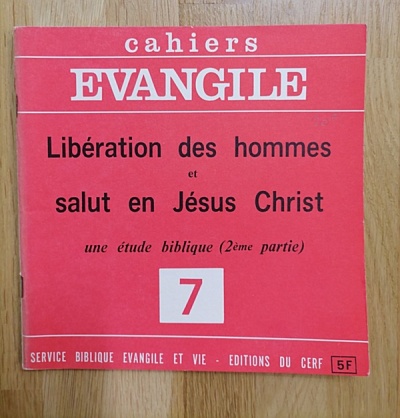 cahiers
EVANGILE
Libération des hommes
et
salut en Jésus Christ
une étude biblique (2ème partie)
7
SERVICE BIBLIQUE EVANGILE ET VIE - EDITIONS DU CERF 5F